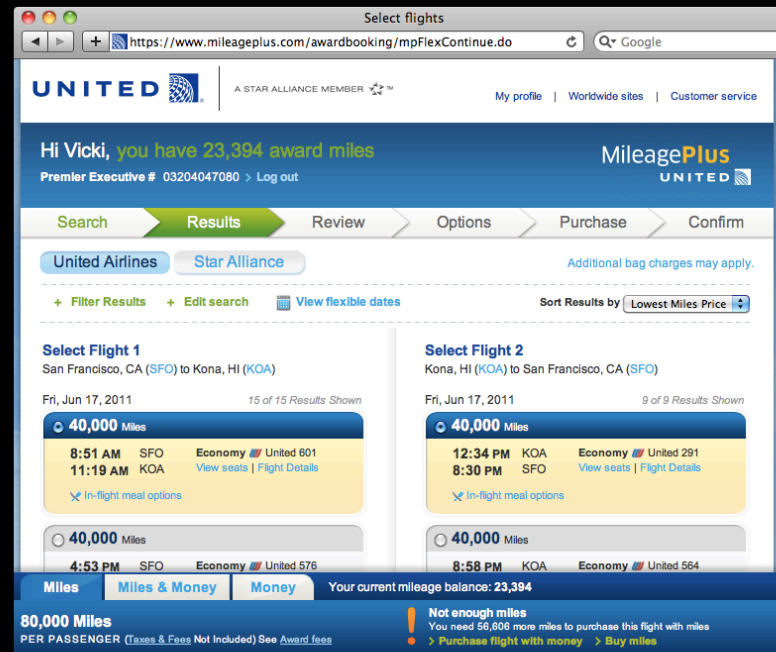 Select flights
https://www.mileageplus.com/awardbooking/mpFlexContinue.do
Google
UNITED
A STAR ALLIANCE MEMBER ™
My profile | Worldwide sites | Customer service
Hi Vicki, you have 23,394 award miles
Premier Executive # 03204047080 > Log out
MileagePlus
UNITED
Search Results Review Options Purchase Confirm
United Airlines Star Alliance
Additional bag charges may apply.
+ Filter Results + Edit search View flexible dates
Sort Results by Lowest Miles Price
Select Flight 1
San Francisco, CA (SFO) to Kona, HI (KOA)
Fri, Jun 17, 2011 15 of 15 Results Shown
40,000 Miles
8:51 AM SFO Economy United 601
11:19 AM KOA View seats | Flight Details
In-flight meal options
40,000 Miles
4:53 PM SFO Economy United 576
Select Flight 2
Kona, HI (KOA) to San Francisco, CA (SFO)
Fri, Jun 17, 2011 9 of 9 Results Shown
40,000 Miles
12:34 PM KOA Economy United 291
8:30 PM SFO View seats | Flight Details
In-flight meal options
40,000 Miles
8:58 PM KOA Economy United 564
Miles Miles & Money Money Your current mileage balance: 23,394
80,000 Miles
PER PASSENGER (Taxes & Fees Not Included) See Award fees
Not enough miles
You need 56,606 more miles to purchase this flight with miles
> Purchase flight with money > Buy miles